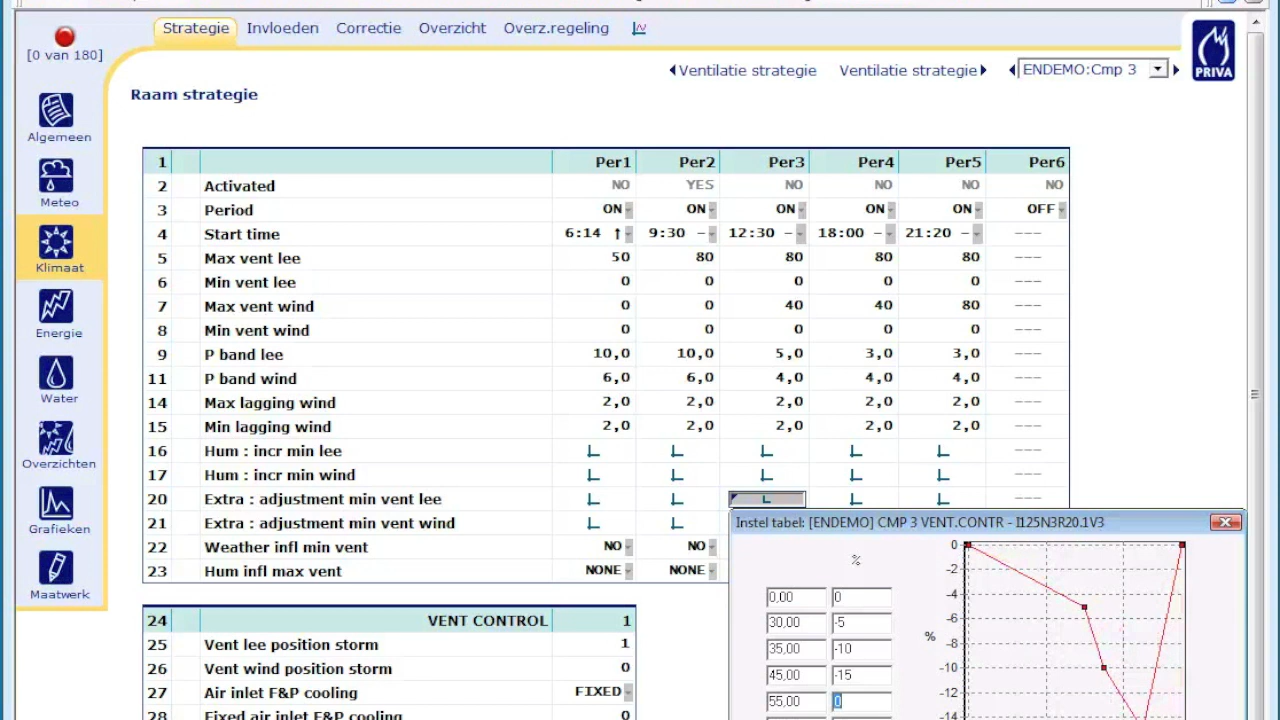 Strategie Invloeden Correctie Overzicht Overz.regeling
[0 van 180]
Ventilatie strategie Ventilatie strategie ENDEMO:Cmp 3
PRIVA
Raam strategie
Algemeen
Meteo
Klimaat
Energie
Water
Overzichten
Grafieken
Maatwerk
1 Per1 Per2 Per3 Per4 Per5 Per6
2 Activated NO YES NO NO NO NO
3 Period ON ON ON ON ON OFF
4 Start time 6:14 ↑ 9:30 - 12:30 - 18:00 - 21:20 - ---
5 Max vent lee 50 80 80 80 80 ---
6 Min vent lee 0 0 0 0 0 ---
7 Max vent wind 0 0 40 40 80 ---
8 Min vent wind 0 0 0 0 0 ---
9 P band lee 10,0 10,0 5,0 3,0 3,0 ---
11 P band wind 6,0 6,0 4,0 4,0 4,0 ---
14 Max lagging wind 2,0 2,0 2,0 2,0 2,0 ---
15 Min lagging wind 2,0 2,0 2,0 2,0 2,0 ---
16 Hum : incr min lee ---
17 Hum : incr min wind ---
20 Extra : adjustment min vent lee ---
21 Extra : adjustment min vent wind
22 Weather infl min vent NO NO
23 Hum infl max vent NONE NONE
24 VENT CONTROL 1
25 Vent lee position storm 1
26 Vent wind position storm 0
27 Air inlet F&P cooling FIXED
28 Fixed air inlet F&P cooling 0
Instel tabel: [ENDEMO] CMP 3 VENT.CONTR - I125N3R20.1V3
%
0,00 0
30,00 -5
35,00 -10
45,00 -15
55,00 0
%
0
-2
-4
-6
-8
-10
-12
-14